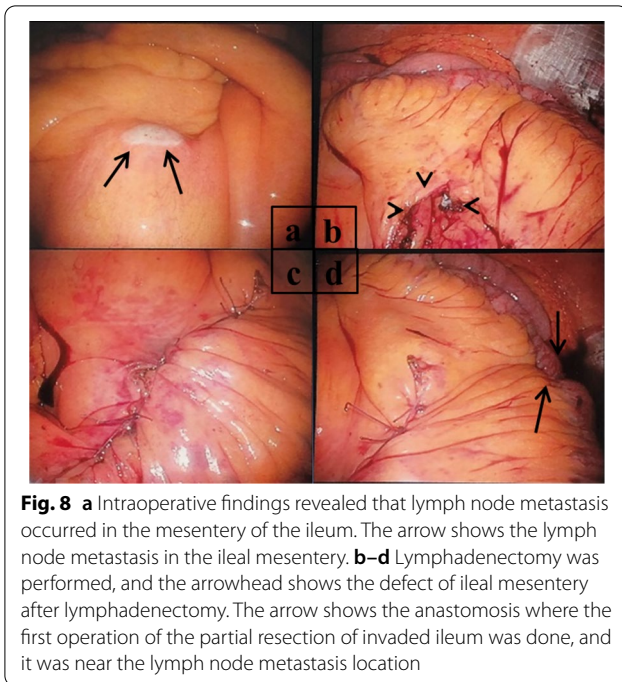 a b
c d
Fig. 8 a Intraoperative findings revealed that lymph node metastasis
occurred in the mesentery of the ileum. The arrow shows the lymph
node metastasis in the ileal mesentery. b–d Lymphadenectomy was
performed, and the arrowhead shows the defect of ileal mesentery
after lymphadenectomy. The arrow shows the anastomosis where the
first operation of the partial resection of invaded ileum was done, and
it was near the lymph node metastasis location